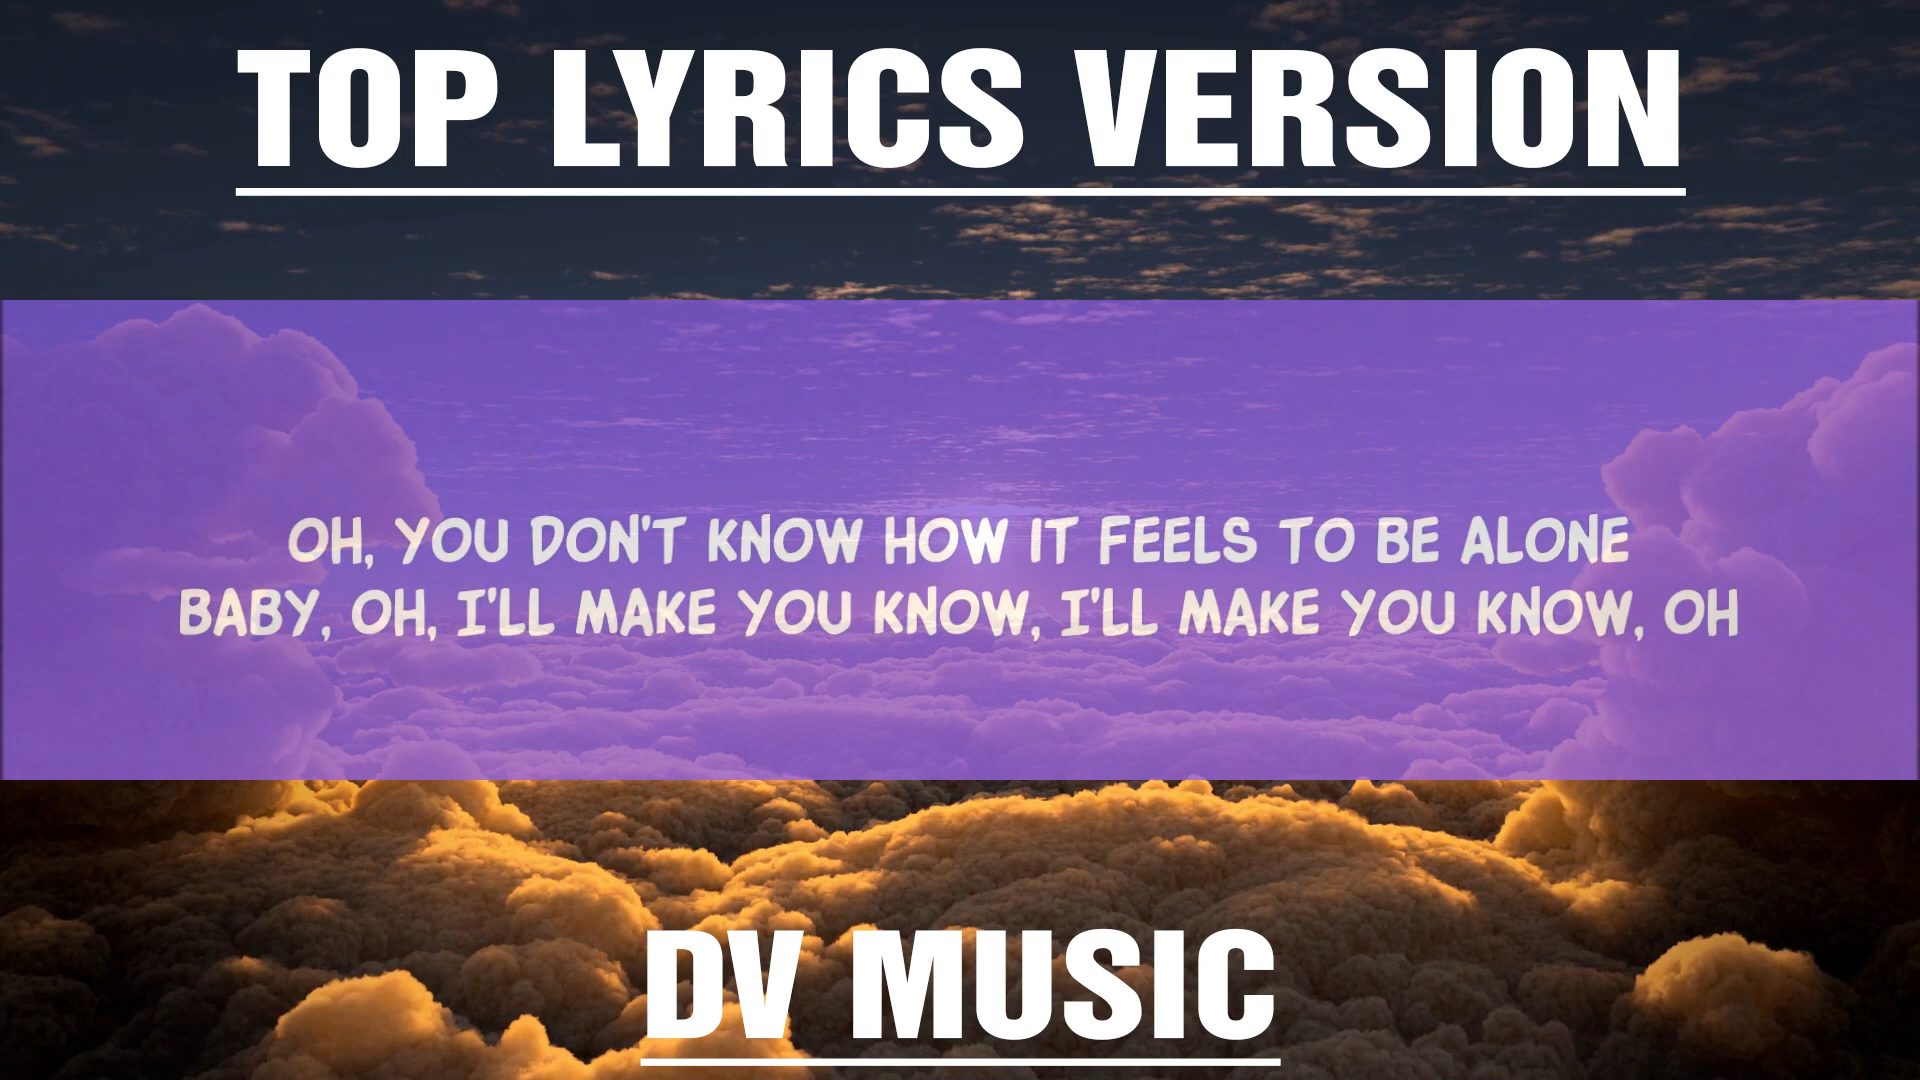 TOP LYRICS VERSION
OH, YOU DON'T KNOW HOW IT FEELS TO BE ALONE
BABY, OH, I'LL MAKE YOU KNOW, I'LL MAKE YOU KNOW, OH
DV MUSIC